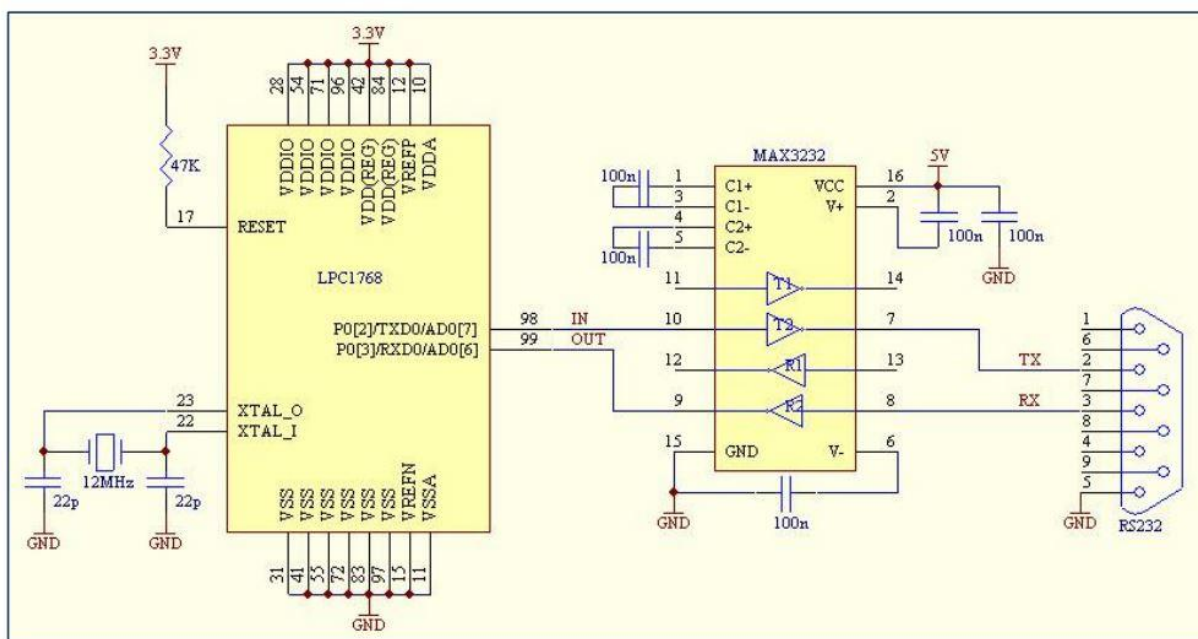 3.3V
3.3V
28 54 71 96 42 84 12 10
VDDIO VDDIO VDDIO VDDIO VDD(REG) VDD(REG) VREFP VDDA
47K
17 RESET
LPC1768
P0[2]/TXD0/AD0[7] 98 IN
P0[3]/RXD0/AD0[6] 99 OUT
23 XTAL_O
22 XTAL_I
12MHz
22p
22p
GND
GND
VSS VSS VSS VSS VSS VSS VREFN VSSA
31 41 55 72 83 97 15 11
GND
MAX3232
5V
100n 1 C1+ VCC 16
3 C1- V+ 2
4 C2+
100n 5 C2-
100n 100n
GND
11 T1 14
10 T2 7
12 R1 13
9 R2 8
15 GND V- 6
GND
100n
TX
RX
1
6
2
7
3
8
4
9
5
GND
RS232